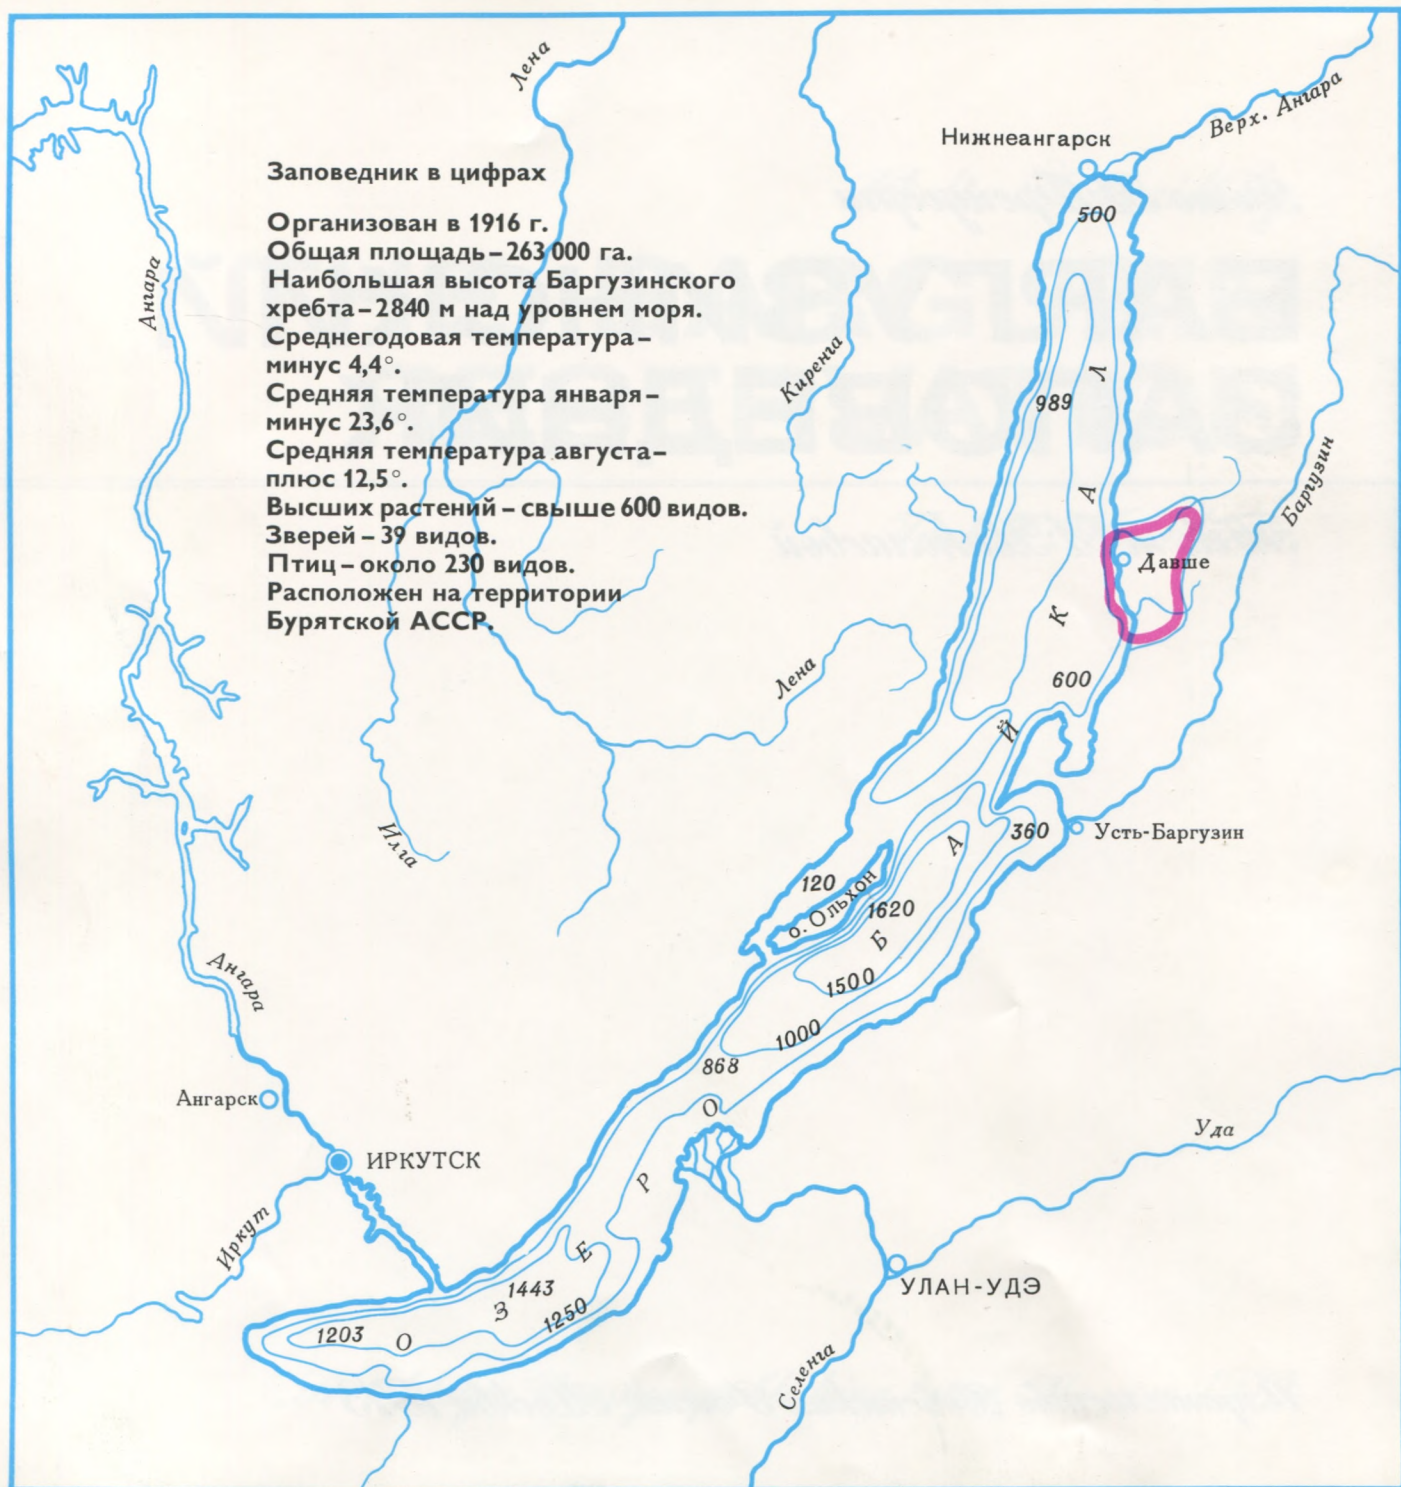 Лена
Верх. Ангара
Нижнеангарск
Заповедник в цифрах
Организован в 1916 г.
Общая площадь – 263 000 га.
Наибольшая высота Баргузинского
хребта – 2840 м над уровнем моря.
Среднегодовая температура –
минус 4,4°.
Средняя температура января –
минус 23,6°.
Средняя температура августа –
плюс 12,5°.
Высших растений – свыше 600 видов.
Зверей – 39 видов.
Птиц – около 230 видов.
Расположен на территории
Бурятской АССР.
Ангара
Киренга
Баргузин
500
989
Давше
600
Лена
Илга
360
Усть-Баргузин
120
о. Ольхон
1620
1500
1000
868
ОЗЕРО БАЙКАЛ
Ангара
Ангарск
ИРКУТСК
Иркут
Уда
УЛАН-УДЭ
Селенга
1443
1250
1203